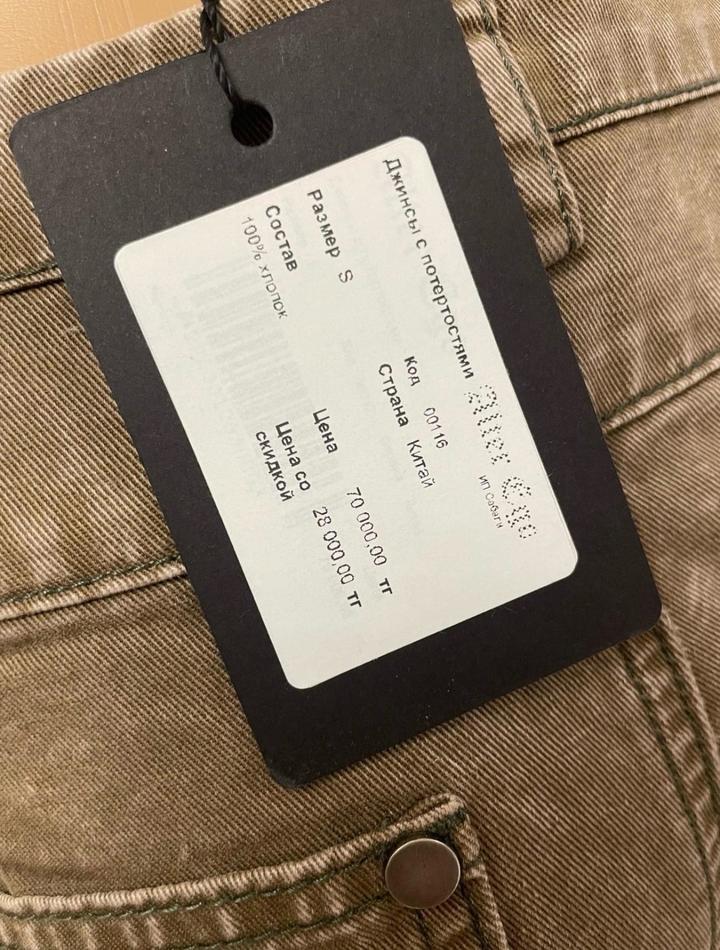 Джинсы с потертостями
ИП Сабаги
Размер S
Код 00116
Страна Китай
Состав
100% хлопок
Цена 70 000,00 тг
Цена со скидкой 28 000,00 тг